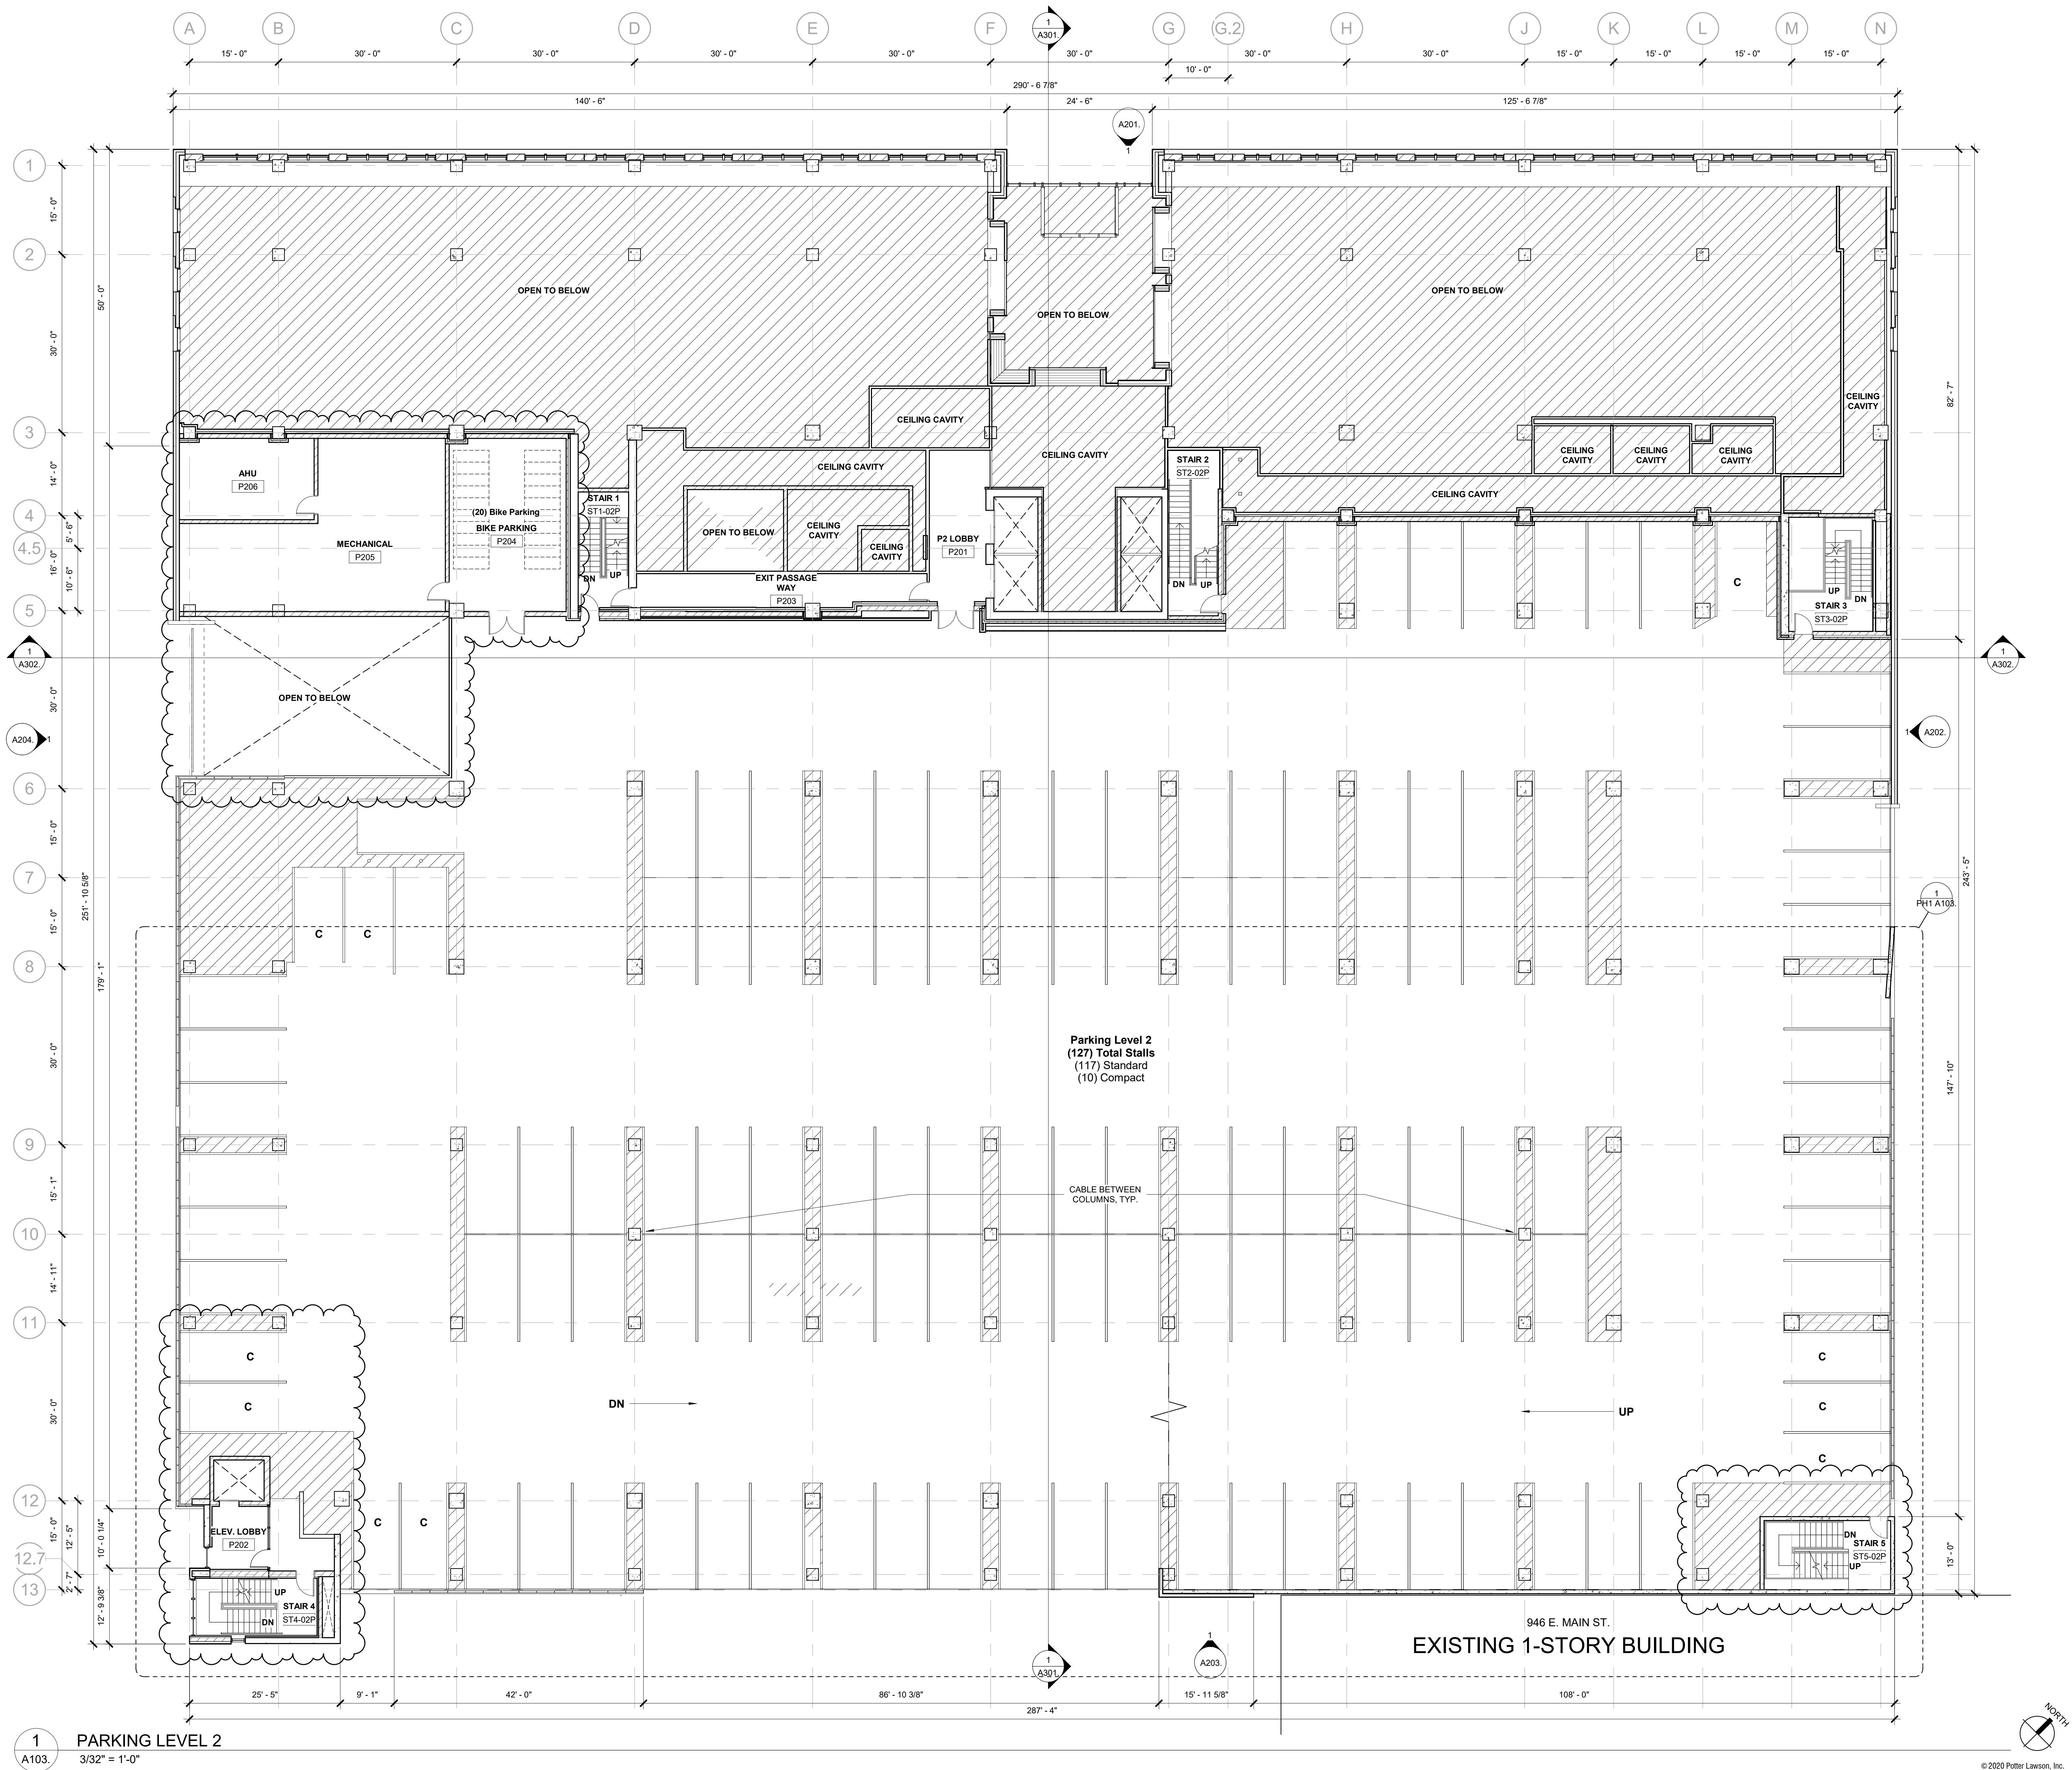 A B C D E F G G.2 H J K L M N
1
A301.
15' - 0" 30' - 0" 30' - 0" 30' - 0" 30' - 0" 30' - 0" 30' - 0" 30' - 0" 15' - 0" 15' - 0" 15' - 0" 15' - 0"
10' - 0"
290' - 6 7/8"
140' - 6" 24' - 6" 125' - 6 7/8"
A201.
1
1
15' - 0"
2
50' - 0"
30' - 0"
OPEN TO BELOW
OPEN TO BELOW
OPEN TO BELOW
82' - 7"
CEILING
CAVITY
3
CEILING CAVITY
CEILING CAVITY
CEILING CAVITY
CEILING
CAVITY
CEILING
CAVITY
CEILING
CAVITY
CEILING CAVITY
14' - 0"
AHU
P206
STAIR 2
ST2-02P
STAIR 1
ST1-02P
4
(20) Bike Parking
BIKE PARKING
P204
OPEN TO BELOW
CEILING
CAVITY
CEILING
CAVITY
P2 LOBBY
P201
MECHANICAL
P205
4.5
5' - 6"
16' - 0"
10' - 6"
DN UP
EXIT PASSAGE
WAY
P203
DN UP
C
UP
DN
STAIR 3
ST3-02P
5
1
A302.
1
A302.
30' - 0"
OPEN TO BELOW
A204. 1
1 A202.
6
15' - 0"
7
251' - 10 5/8"
243' - 5"
15' - 0"
1
PH1 A103.
C C
8
179' - 1"
30' - 0"
Parking Level 2
(127) Total Stalls
(117) Standard
(10) Compact
147' - 10"
9
15' - 1"
CABLE BETWEEN
COLUMNS, TYP.
10
14' - 11"
11
C
C
C
C
C
30' - 0"
DN
UP
12
C C
15' - 0"
12' - 5"
10' - 0 1/4"
ELEV. LOBBY
P202
DN
UP
STAIR 5
ST5-02P
13' - 0"
12.7
13
2' - 7"
12' - 9 3/8"
UP
DN
STAIR 4
ST4-02P
946 E. MAIN ST.
EXISTING 1-STORY BUILDING
1
A301.
1
A203.
25' - 5" 9' - 1" 42' - 0" 86' - 10 3/8" 15' - 11 5/8" 108' - 0"
287' - 4"
NORTH
1
A103.
PARKING LEVEL 2
3/32" = 1'-0"
© 2020 Potter Lawson, Inc.